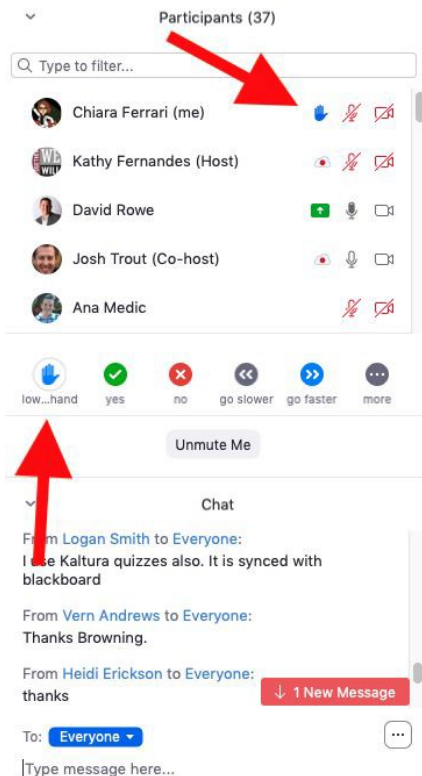 Participants (37)
Type to filter...
Chiara Ferrari (me)
WE
WILL
Kathy Fernandes (Host)
David Rowe
Josh Trout (Co-host)
Ana Medic
low...hand
yes
no
go slower
go faster
more
Unmute Me
Chat
From Logan Smith to Everyone:
I use Kaltura quizzes also. It is synced with
blackboard
From Vern Andrews to Everyone:
Thanks Browning.
From Heidi Erickson to Everyone:
thanks
↓ 1 New Message
To: Everyone
Type message here...